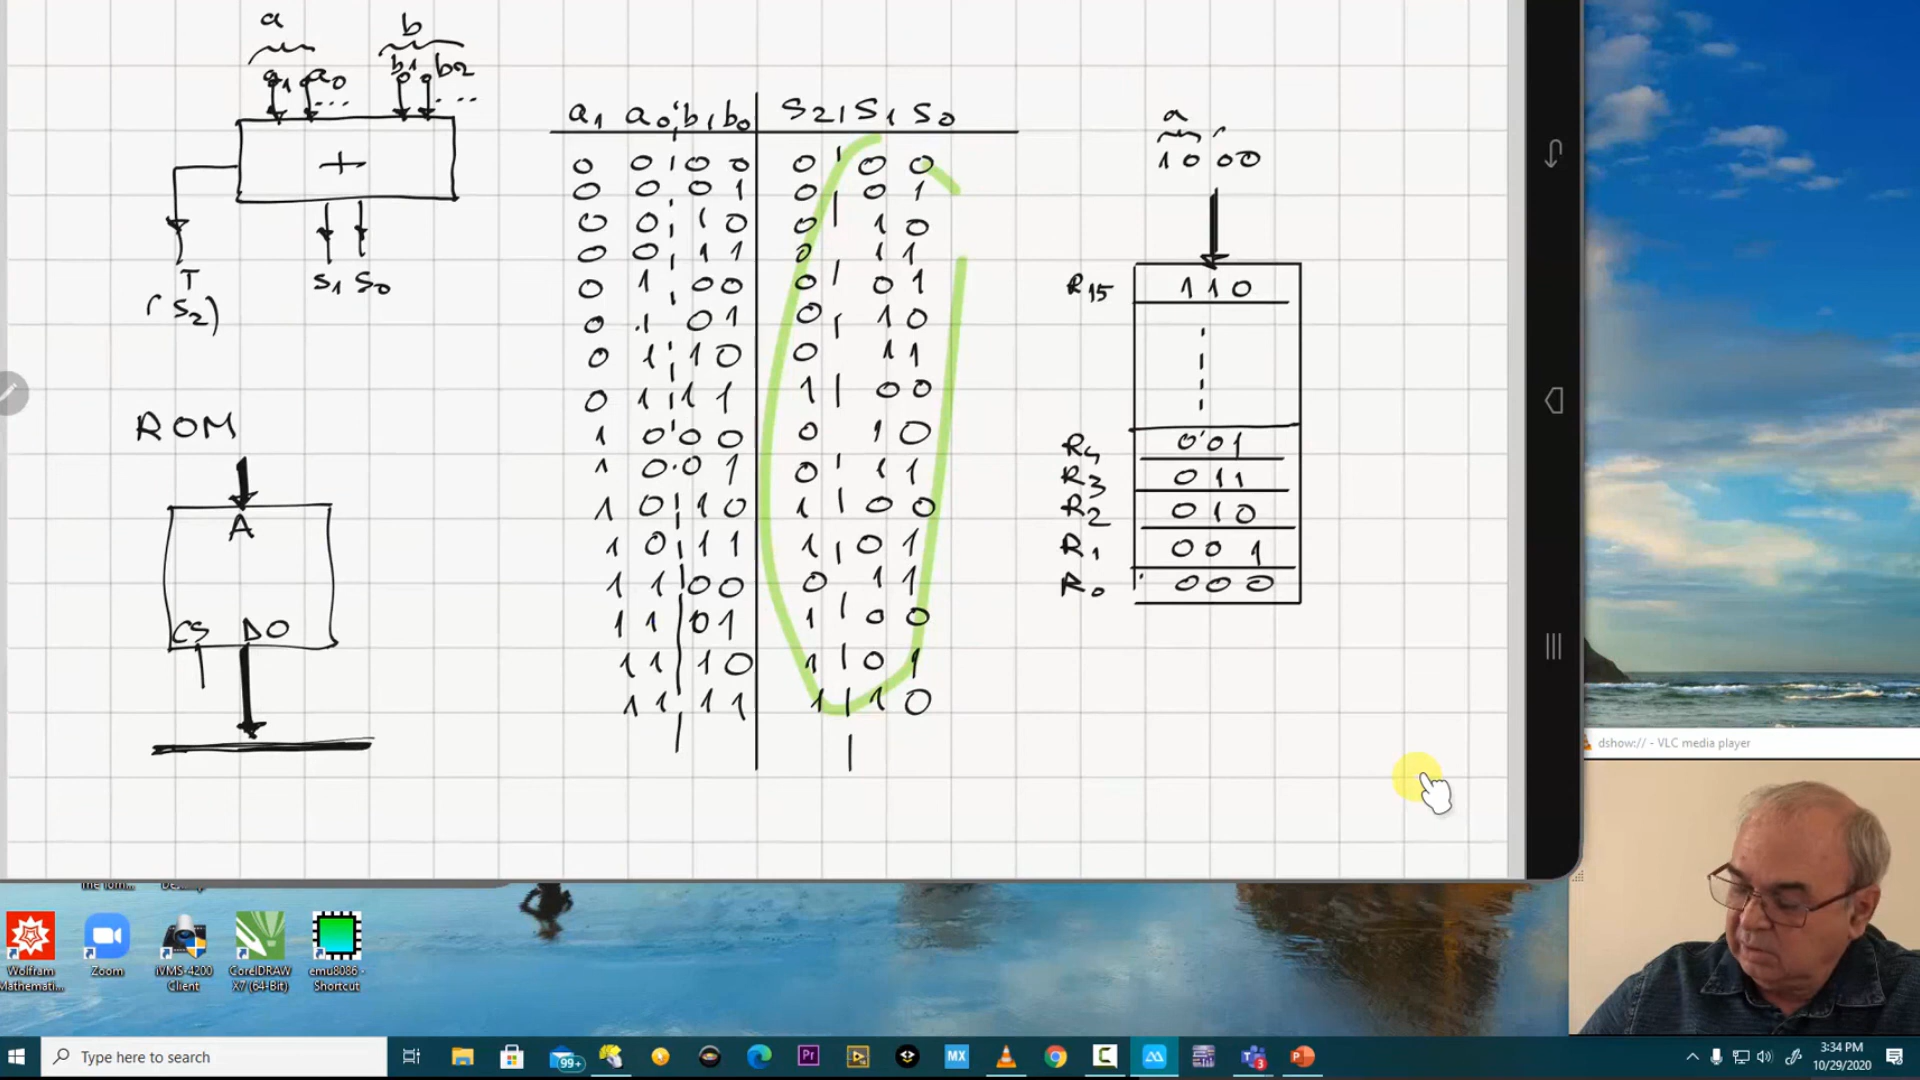 a
b
a1 a0
b1 b2
...
...
+
T
(S2)
S1 S0
ROM
A
CS DO
a1 a0 b1 b0 S2 S1 S0
0 0 0 0 0 0 0
0 0 0 1 0 0 1
0 0 1 0 0 1 0
0 0 1 1 0 1 1
0 1 0 0 0 0 1
0 1 0 1 0 1 0
0 1 1 0 0 1 1
0 1 1 1 1 0 0
1 0 0 0 0 1 0
1 0 0 1 0 1 1
1 0 1 0 1 0 0
1 0 1 1 1 0 1
1 1 0 0 0 1 1
1 1 0 1 1 0 0
1 1 1 0 1 0 1
1 1 1 1 1 1 0
a
1 0 0 0
R15 1 1 0
R4 0 0 1
R3 0 1 1
R2 0 1 0
R1 0 0 1
R0 0 0 0
dshow:// - VLC media player
Wolfram
Mathemati...
Zoom
iVMS-4200
Client
CorelDRAW
X7 (64-Bit)
emu8086 -
Shortcut
Type here to search
99+
Pr
MX
3
3:34 PM
10/29/2020